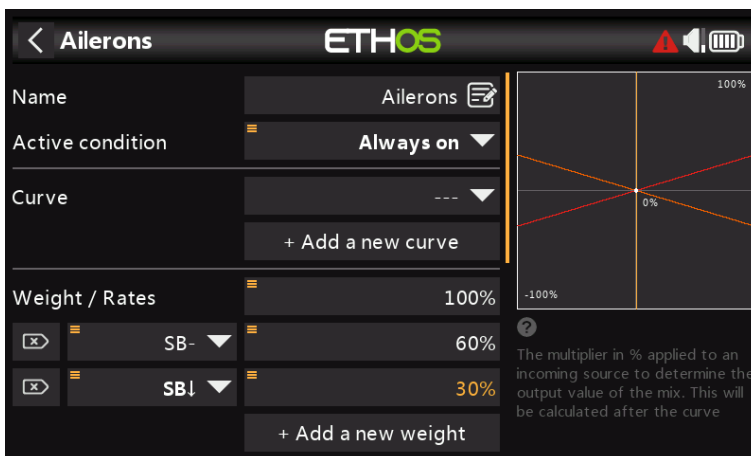 Ailerons
ETHOS
Name
Ailerons
Active condition
Always on
Curve
---
+ Add a new curve
Weight / Rates
100%
SB-
60%
SB↓
30%
+ Add a new weight
100%
0%
-100%
?
The multiplier in % applied to an
incoming source to determine the
output value of the mix. This will
be calculated after the curve